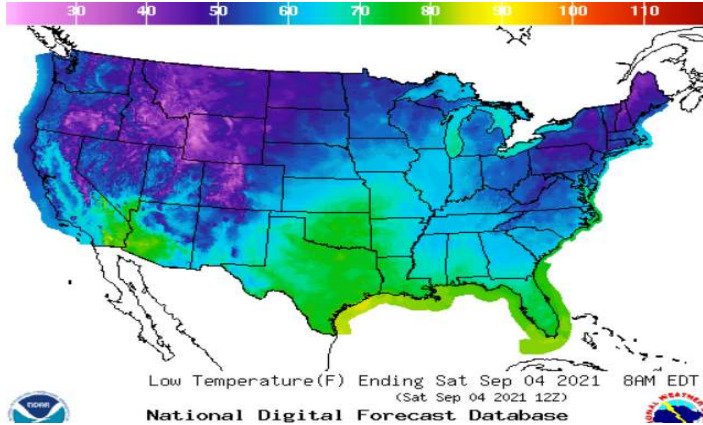 30 40 50 60 70 80 90 100 110
Low Temperature(F) Ending Sat Sep 04 2021 8AM EDT
(Sat Sep 04 2021 12Z)
National Digital Forecast Database
NOAA